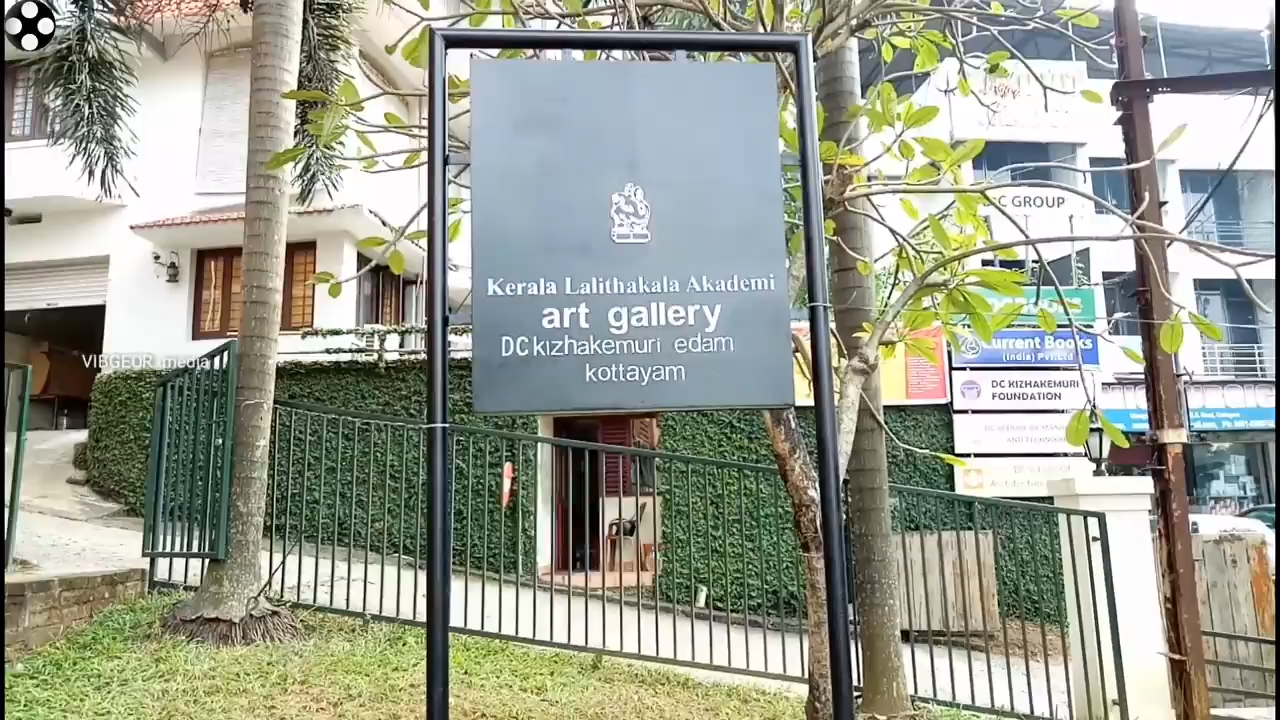 Kerala Lalithakala Akademi
art gallery
DC kizhakemuri edam
kottayam
VIBGEOR media
GROUP
Current Books
(India) Pvt.Ltd
DC KIZHAKEMURI
FOUNDATION